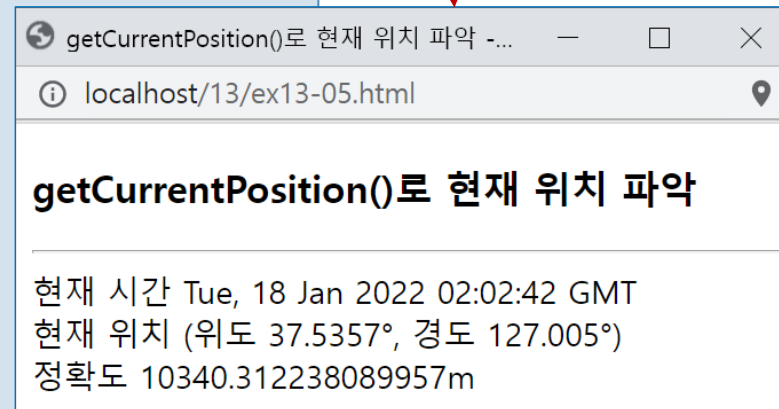 getCurrentPosition()로 현재 위치 파악 -...
localhost/13/ex13-05.html
getCurrentPosition()로 현재 위치 파악
현재 시간 Tue, 18 Jan 2022 02:02:42 GMT
현재 위치 (위도 37.5357°, 경도 127.005°)
정확도 10340.312238089957m